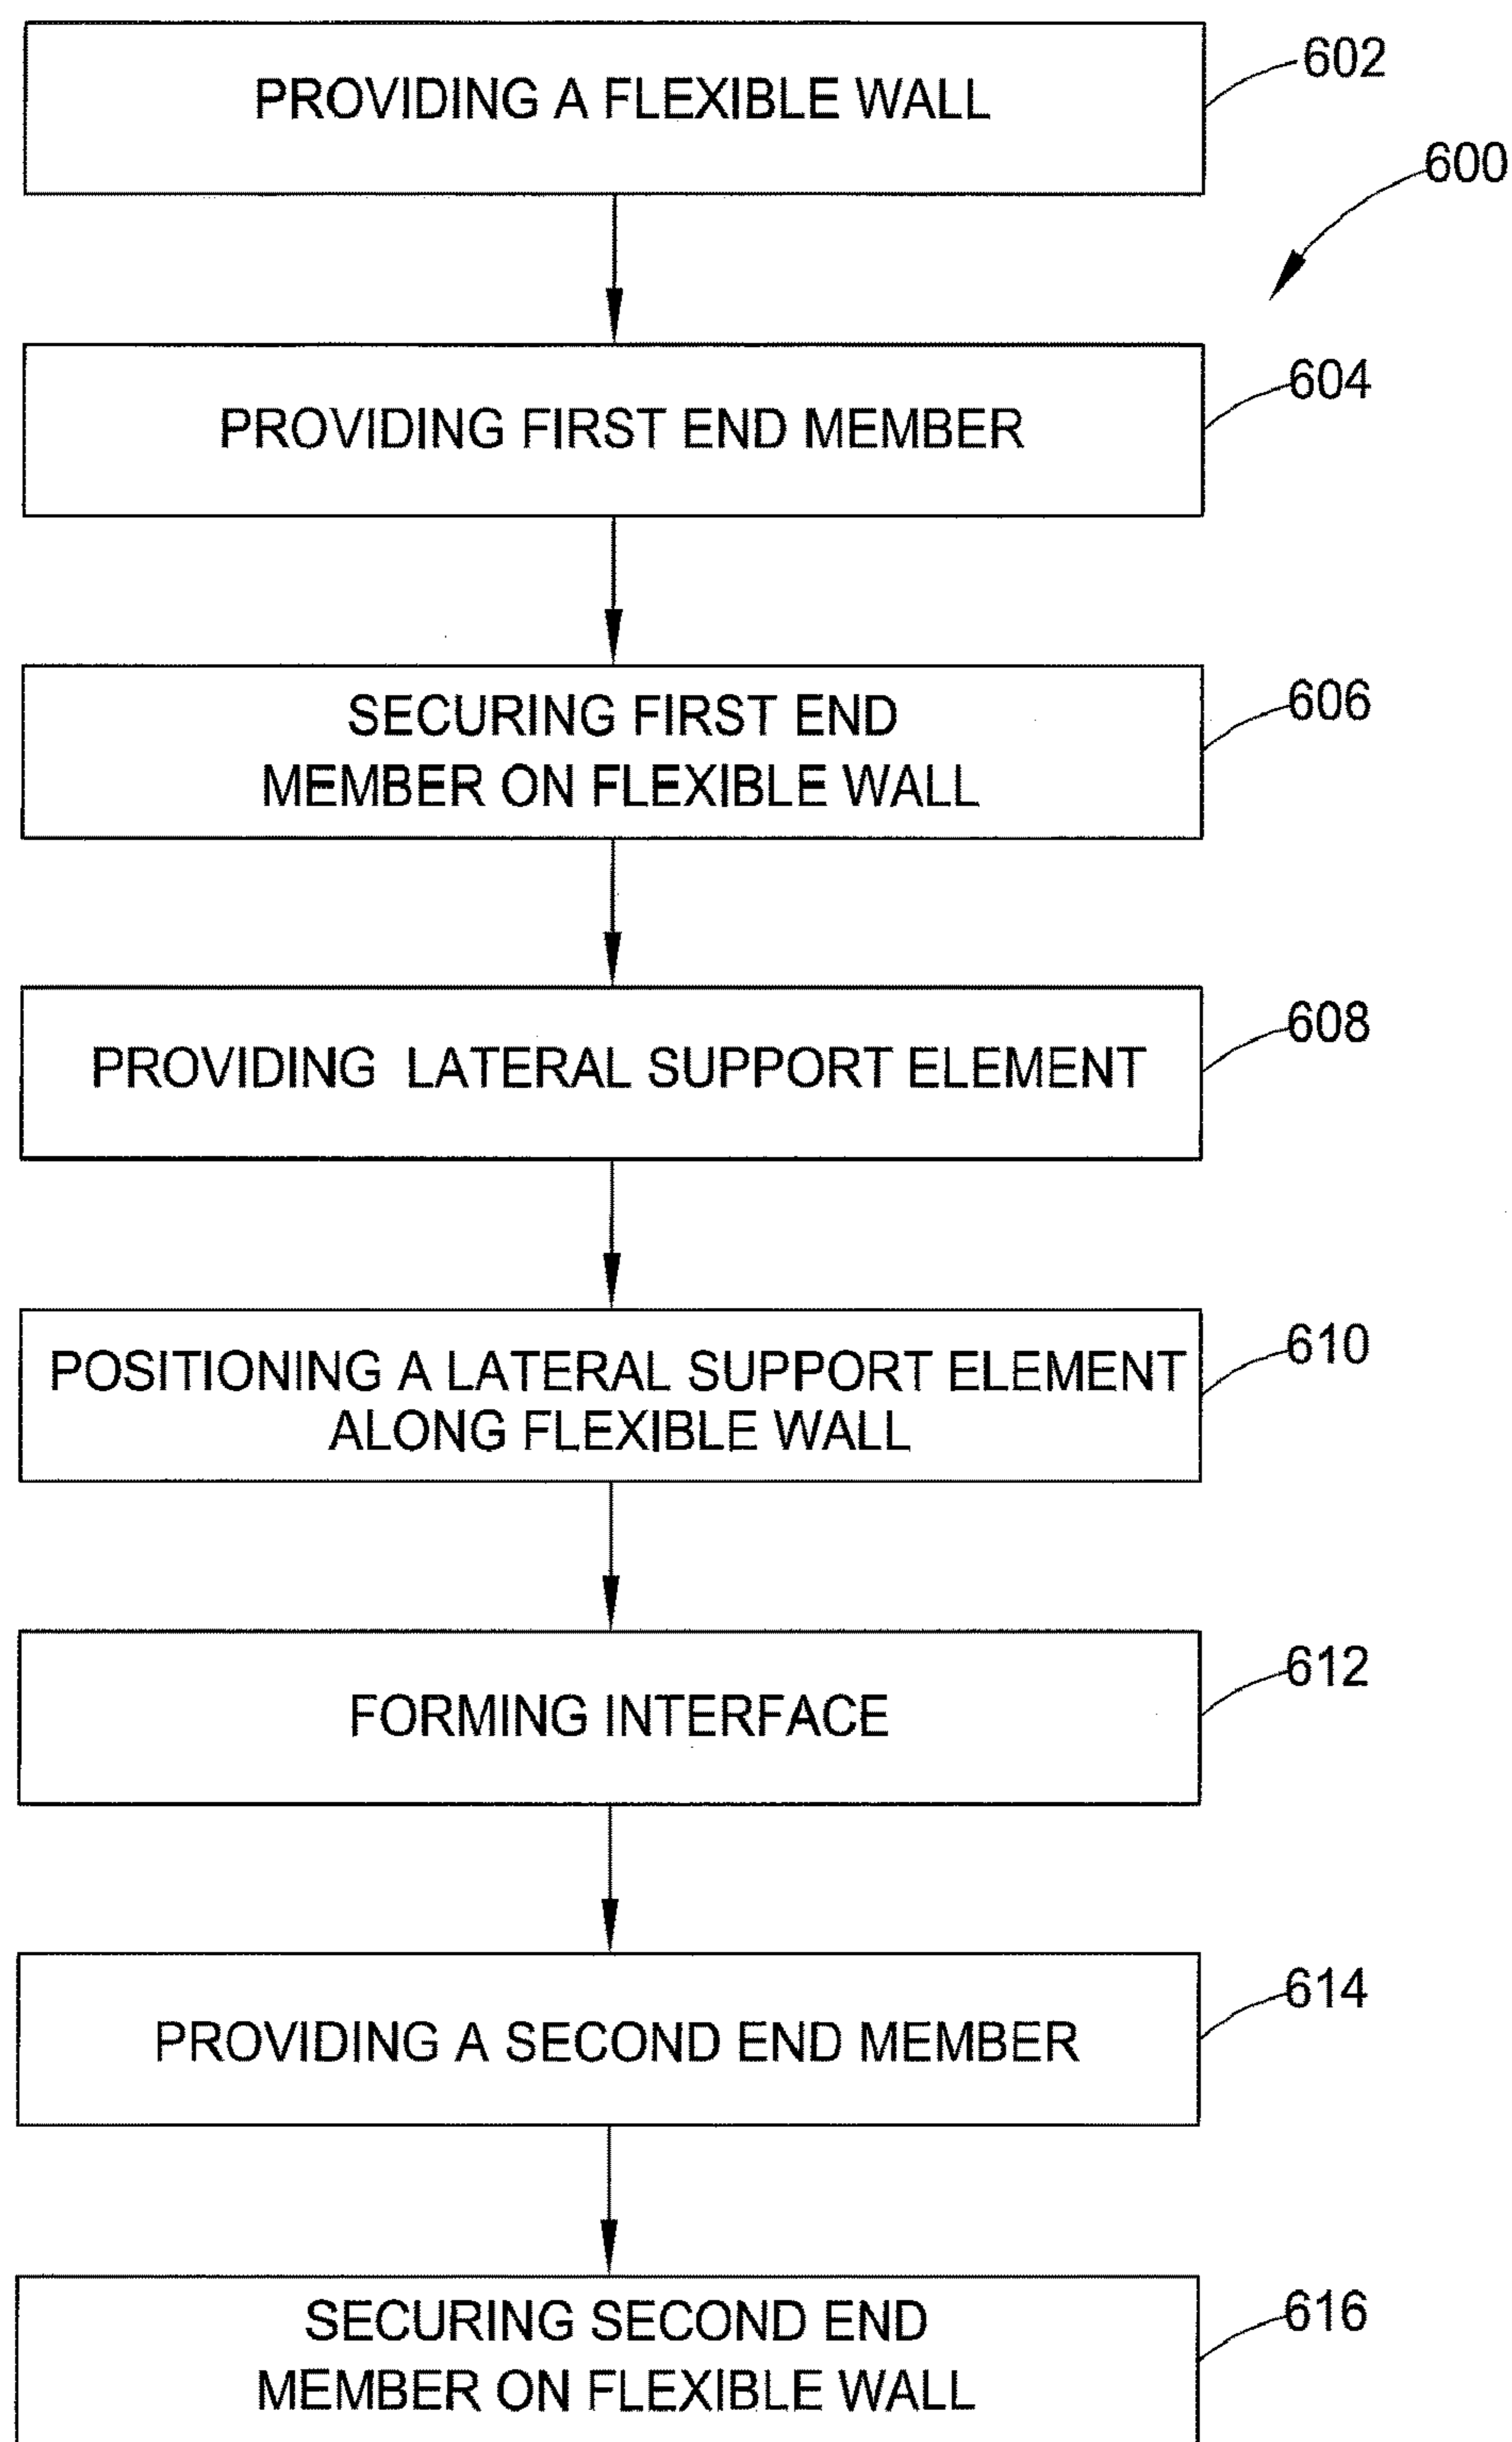 PROVIDING A FLEXIBLE WALL
602
600
PROVIDING FIRST END MEMBER
604
SECURING FIRST END
MEMBER ON FLEXIBLE WALL
606
PROVIDING LATERAL SUPPORT ELEMENT
608
POSITIONING A LATERAL SUPPORT ELEMENT
ALONG FLEXIBLE WALL
610
FORMING INTERFACE
612
PROVIDING A SECOND END MEMBER
614
SECURING SECOND END
MEMBER ON FLEXIBLE WALL
616